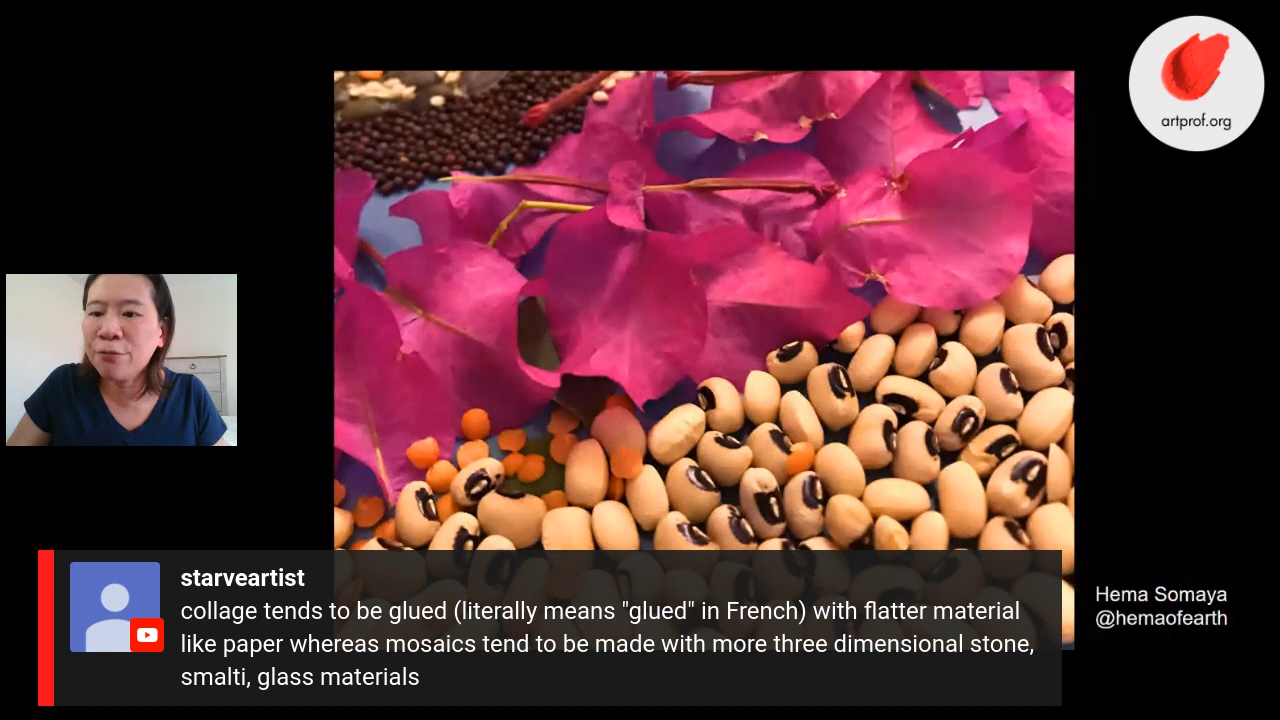 artprof.org
Hema Somaya
@hemaofearth
starveartist
collage tends to be glued (literally means "glued" in French) with flatter material
like paper whereas mosaics tend to be made with more three dimensional stone,
smalti, glass materials